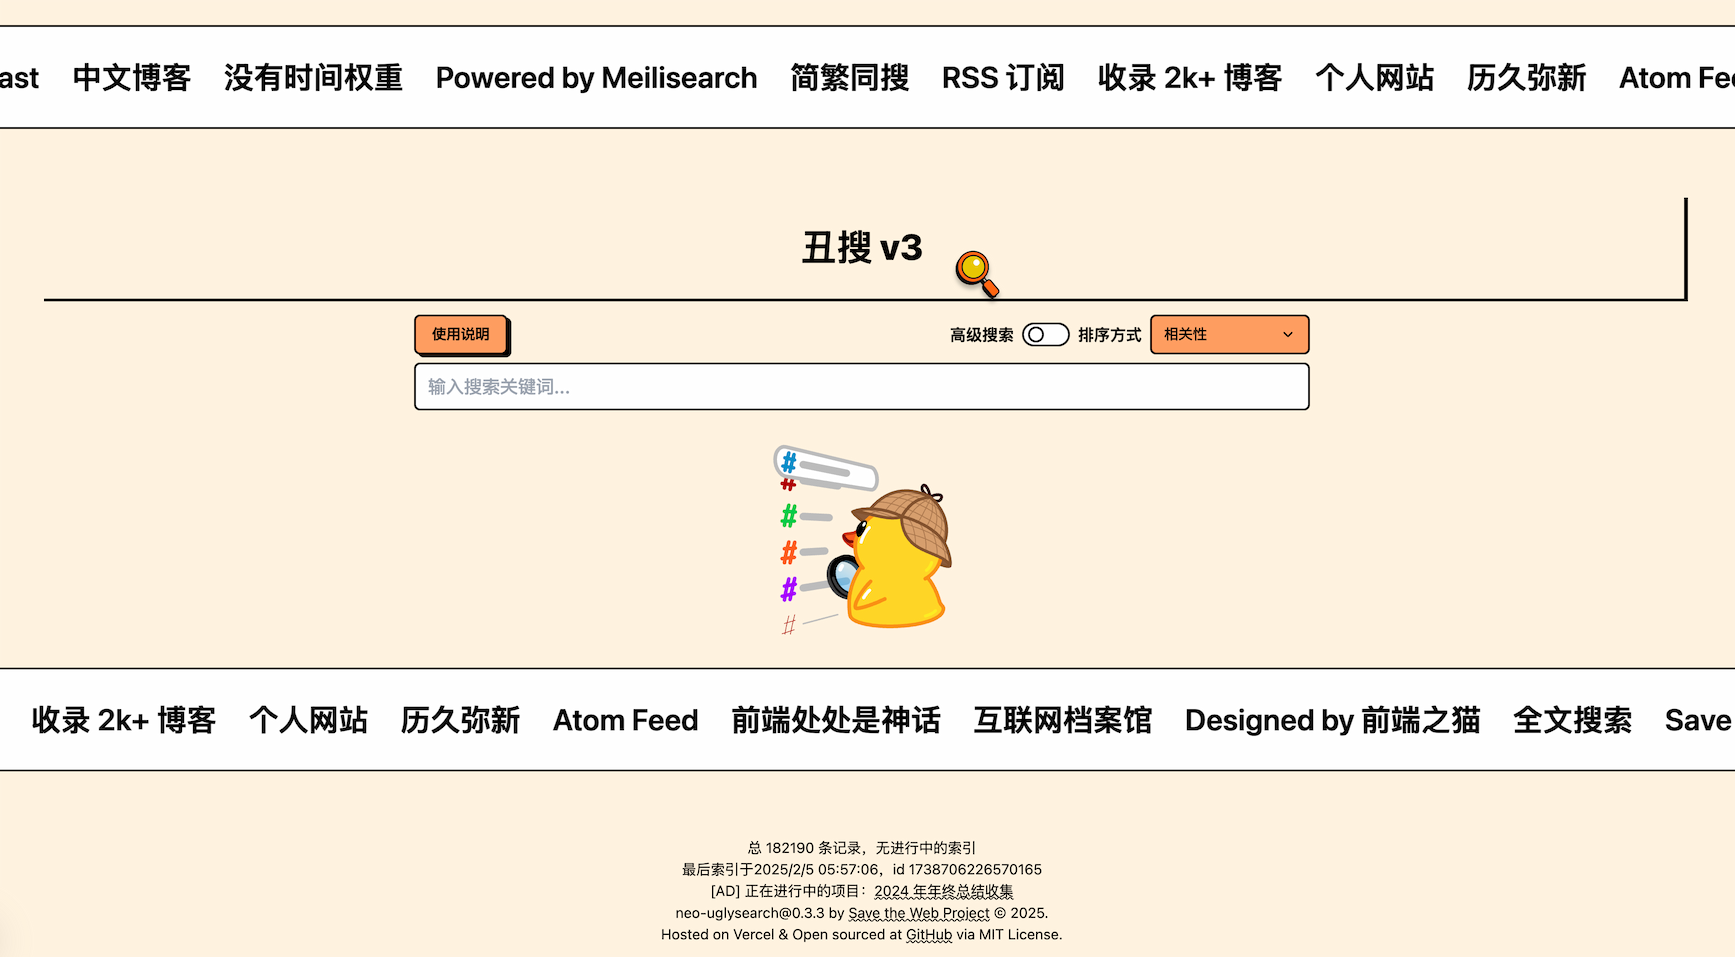 ast 中文博客 没有时间权重 Powered by Meilisearch 简繁同搜 RSS 订阅 收录 2k+ 博客 个人网站 历久弥新 Atom Fee
丑搜 v3
使用说明 高级搜索 排序方式 相关性
输入搜索关键词...
#
#
#
#
#
#
收录 2k+ 博客 个人网站 历久弥新 Atom Feed 前端处处是神话 互联网档案馆 Designed by 前端之猫 全文搜索 Save
总 182190 条记录，无进行中的索引
最后索引于2025/2/5 05:57:06，id 1738706226570165
[AD] 正在进行中的项目：2024 年年终总结收集
neo-uglysearch@0.3.3 by Save the Web Project © 2025.
Hosted on Vercel & Open sourced at GitHub via MIT License.